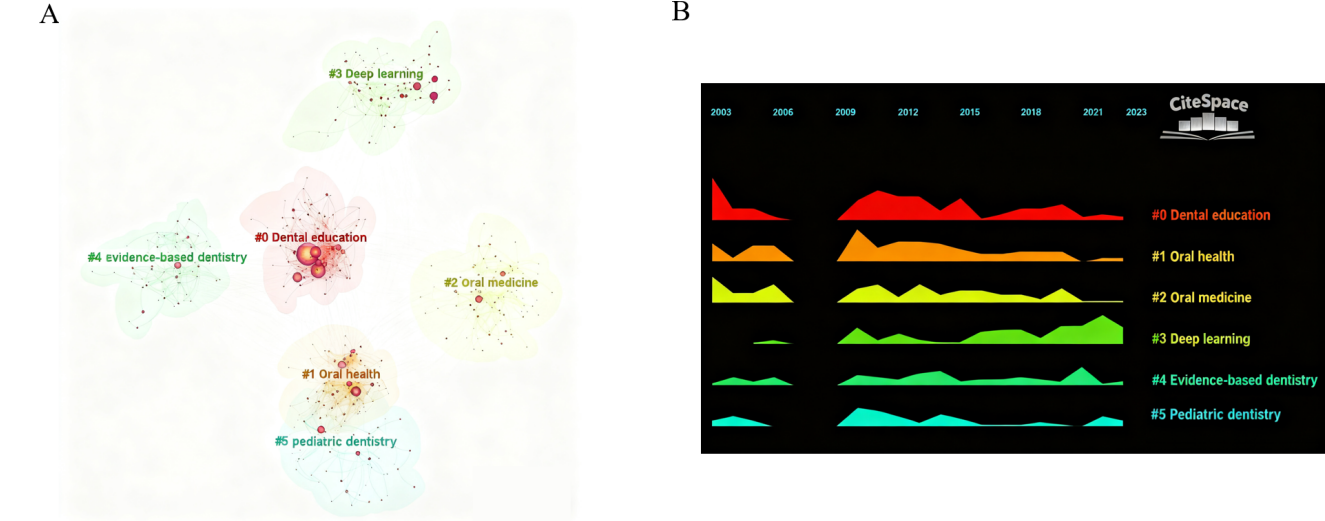 A
#3 Deep learning
#0 Dental education
#4 evidence-based dentistry
#2 Oral medicine
#1 Oral health
#5 pediatric dentistry
B
2003 2006 2009 2012 2015 2018 2021 2023
CiteSpace
#0 Dental education
#1 Oral health
#2 Oral medicine
#3 Deep learning
#4 Evidence-based dentistry
#5 Pediatric dentistry